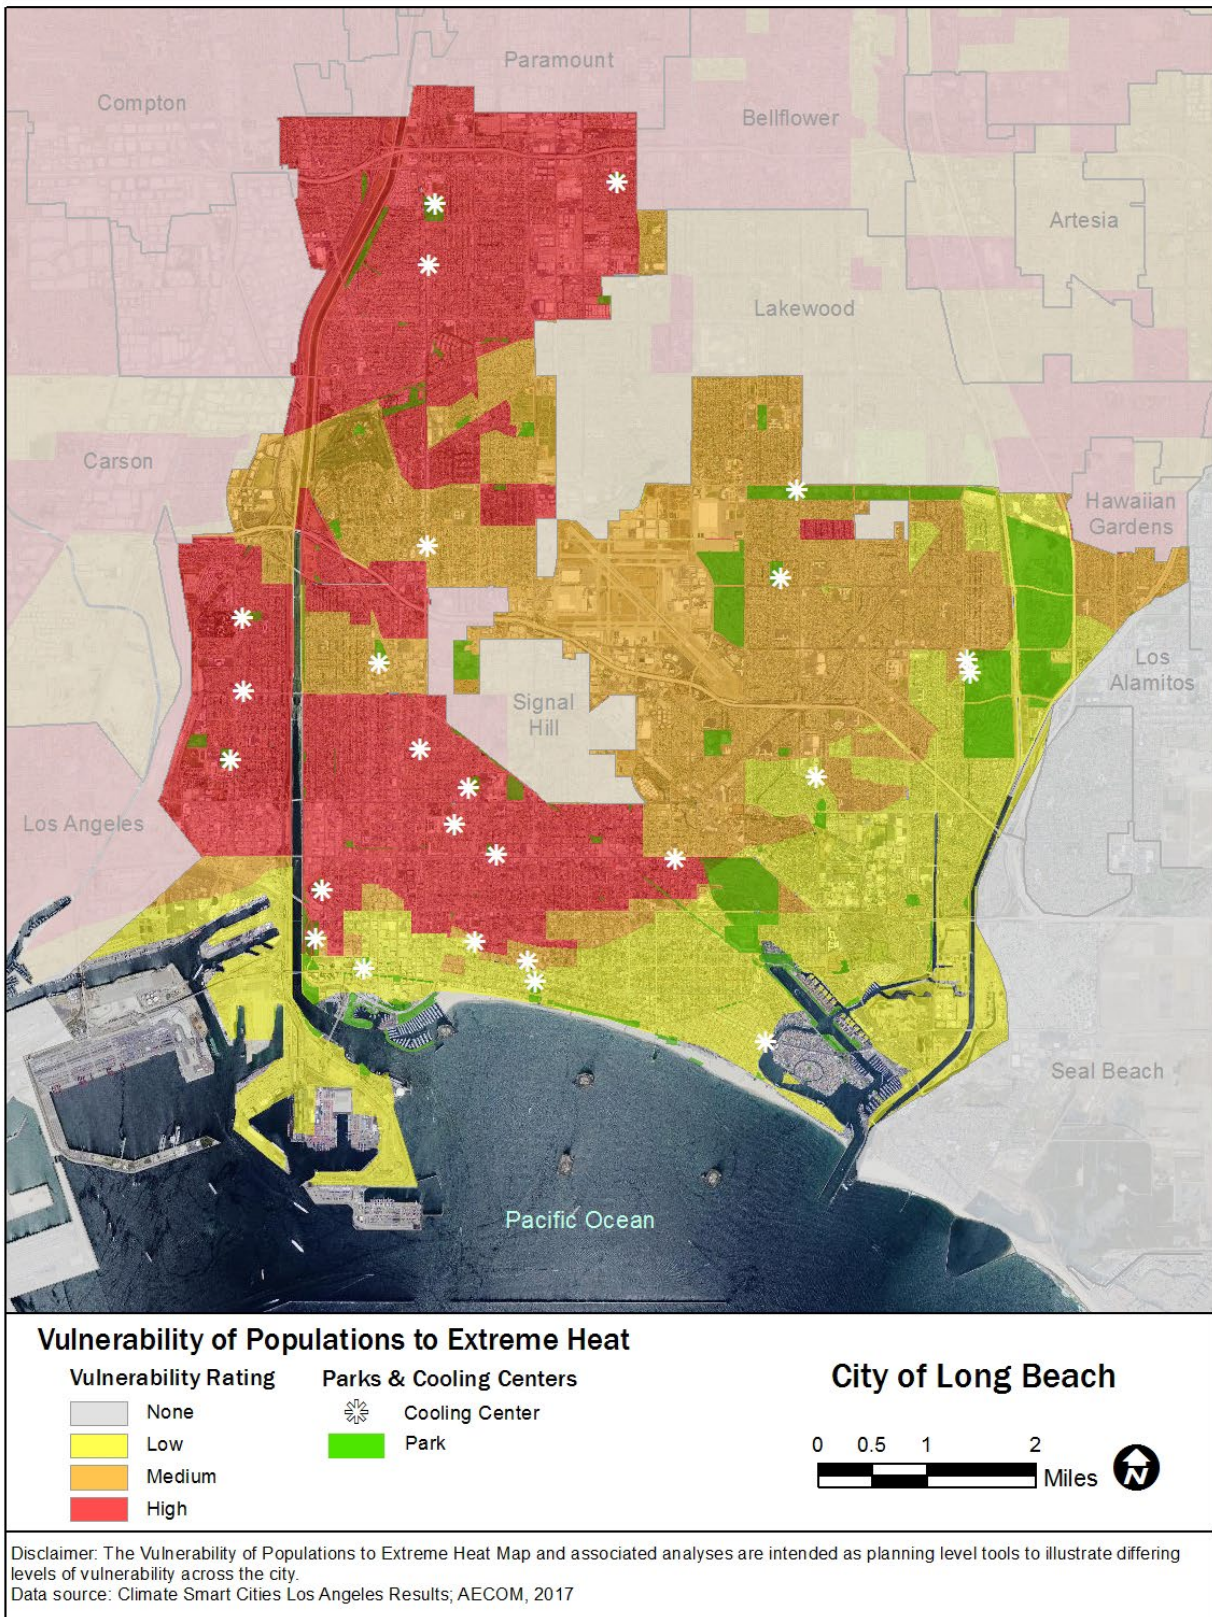 Paramount
Compton
Bellflower
Artesia
Lakewood
Carson
Hawaiian
Gardens
Los
Alamitos
Signal
Hill
Los Angeles
Seal Beach
Pacific Ocean
Vulnerability of Populations to Extreme Heat
Vulnerability Rating
None
Low
Medium
High
Parks & Cooling Centers
Cooling Center
Park
City of Long Beach
0 0.5 1 2
Miles
N
Disclaimer: The Vulnerability of Populations to Extreme Heat Map and associated analyses are intended as planning level tools to illustrate differing
levels of vulnerability across the city.
Data source: Climate Smart Cities Los Angeles Results; AECOM, 2017